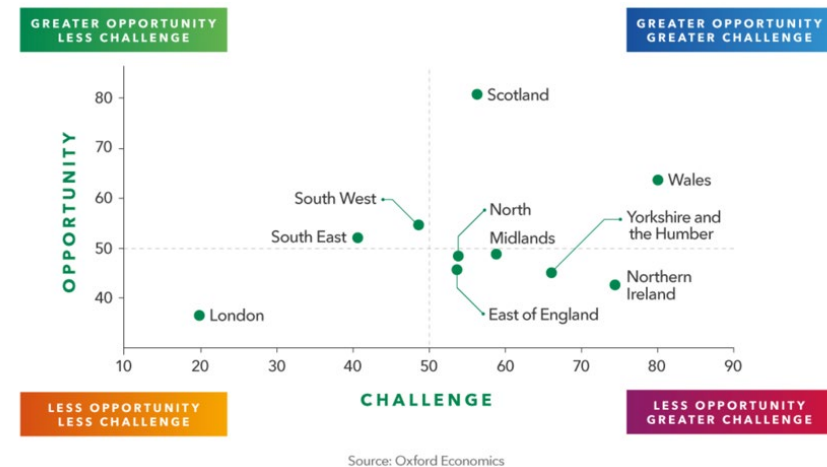 GREATER OPPORTUNITY
LESS CHALLENGE
GREATER OPPORTUNITY
GREATER CHALLENGE
OPPORTUNITY
80
70
60
50
40
Scotland
Wales
South West
North
Yorkshire and
the Humber
South East
Midlands
Northern
Ireland
London
East of England
10
20
30
40
50
60
70
80
90
CHALLENGE
LESS OPPORTUNITY
LESS CHALLENGE
LESS OPPORTUNITY
GREATER CHALLENGE
Source: Oxford Economics